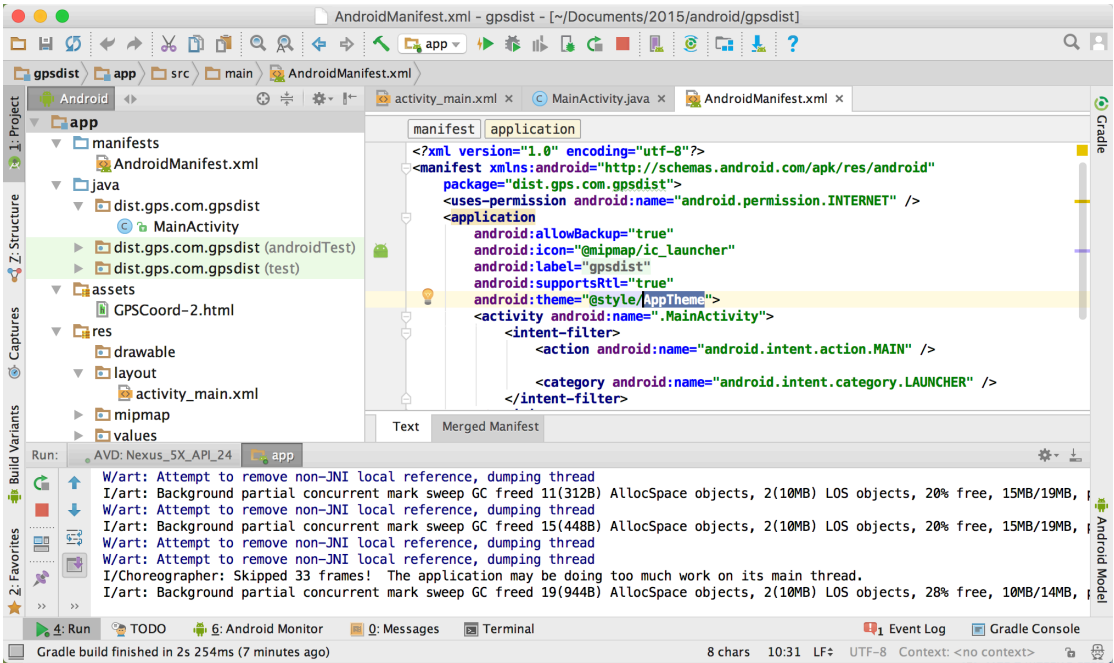 AndroidManifest.xml - gpsdist - [~/Documents/2015/android/gpsdist]
app
gpsdist app src main AndroidManifest.xml
1: Project
Z: Structure
Captures
Build Variants
2: Favorites
Android
app
manifests
AndroidManifest.xml
java
dist.gps.com.gpsdist
MainActivity
dist.gps.com.gpsdist (androidTest)
dist.gps.com.gpsdist (test)
assets
GPSCoord-2.html
res
drawable
layout
activity_main.xml
mipmap
values
activity_main.xml × MainActivity.java × AndroidManifest.xml ×
manifest application
<?xml version="1.0" encoding="utf-8"?>
<manifest xmlns:android="http://schemas.android.com/apk/res/android"
package="dist.gps.com.gpsdist">
<uses-permission android:name="android.permission.INTERNET" />
<application
android:allowBackup="true"
android:icon="@mipmap/ic_launcher"
android:label="gpsdist"
android:supportsRtl="true"
android:theme="@style/AppTheme">
<activity android:name=".MainActivity">
<intent-filter>
<action android:name="android.intent.action.MAIN" />
<category android:name="android.intent.category.LAUNCHER" />
</intent-filter>
Text Merged Manifest
Gradle
Android Model
Run: AVD: Nexus_5X_API_24 app
W/art: Attempt to remove non-JNI local reference, dumping thread
I/art: Background partial concurrent mark sweep GC freed 11(312B) AllocSpace objects, 2(10MB) LOS objects, 20% free, 15MB/19MB, p
W/art: Attempt to remove non-JNI local reference, dumping thread
I/art: Background partial concurrent mark sweep GC freed 15(448B) AllocSpace objects, 2(10MB) LOS objects, 20% free, 15MB/19MB, p
W/art: Attempt to remove non-JNI local reference, dumping thread
W/art: Attempt to remove non-JNI local reference, dumping thread
I/Choreographer: Skipped 33 frames! The application may be doing too much work on its main thread.
I/art: Background partial concurrent mark sweep GC freed 19(944B) AllocSpace objects, 2(10MB) LOS objects, 28% free, 10MB/14MB, p
4: Run TODO 6: Android Monitor 0: Messages Terminal 1 Event Log Gradle Console
Gradle build finished in 2s 254ms (7 minutes ago) 8 chars 10:31 LF÷ UTF-8 Context: <no context>